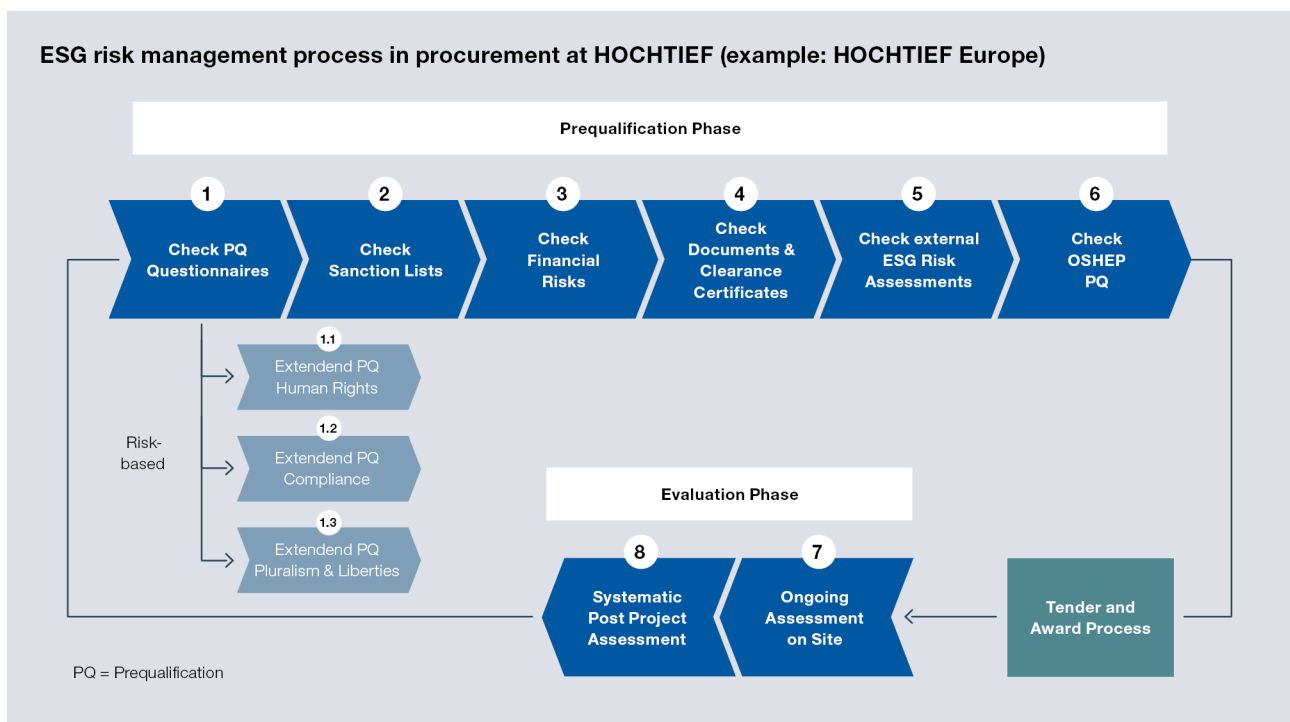 ESG risk management process in procurement at HOCHTIEF (example: HOCHTIEF Europe)
Prequalification Phase
1
Check PQ
Questionnaires
2
Check
Sanction Lists
3
Check
Financial
Risks
4
Check
Documents &
Clearance
Certificates
5
Check external
ESG Risk
Assessments
6
Check
OSHEP
PQ
Risk-
based
1.1
Extendend PQ
Human Rights
1.2
Extendend PQ
Compliance
1.3
Extendend PQ
Pluralism & Liberties
Evaluation Phase
8
Systematic
Post Project
Assessment
7
Ongoing
Assessment
on Site
Tender and
Award Process
PQ = Prequalification